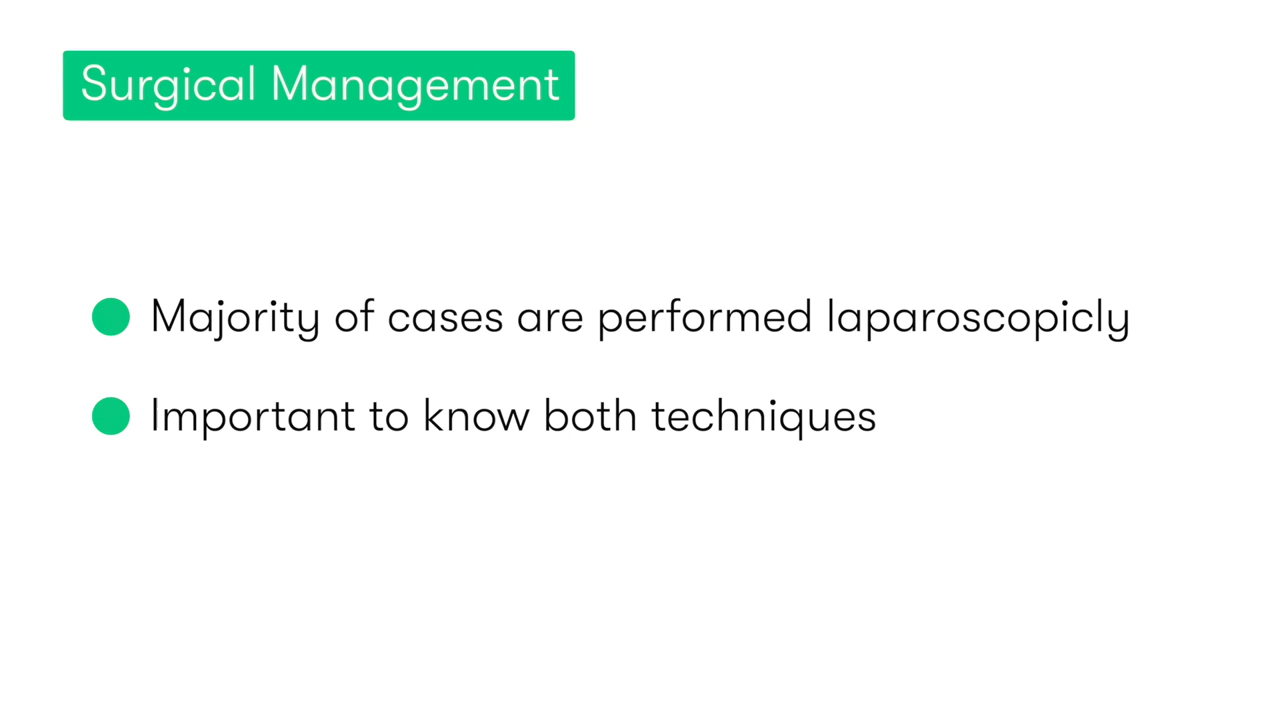 Surgical Management
Majority of cases are performed laparoscopicly
Important to know both techniques